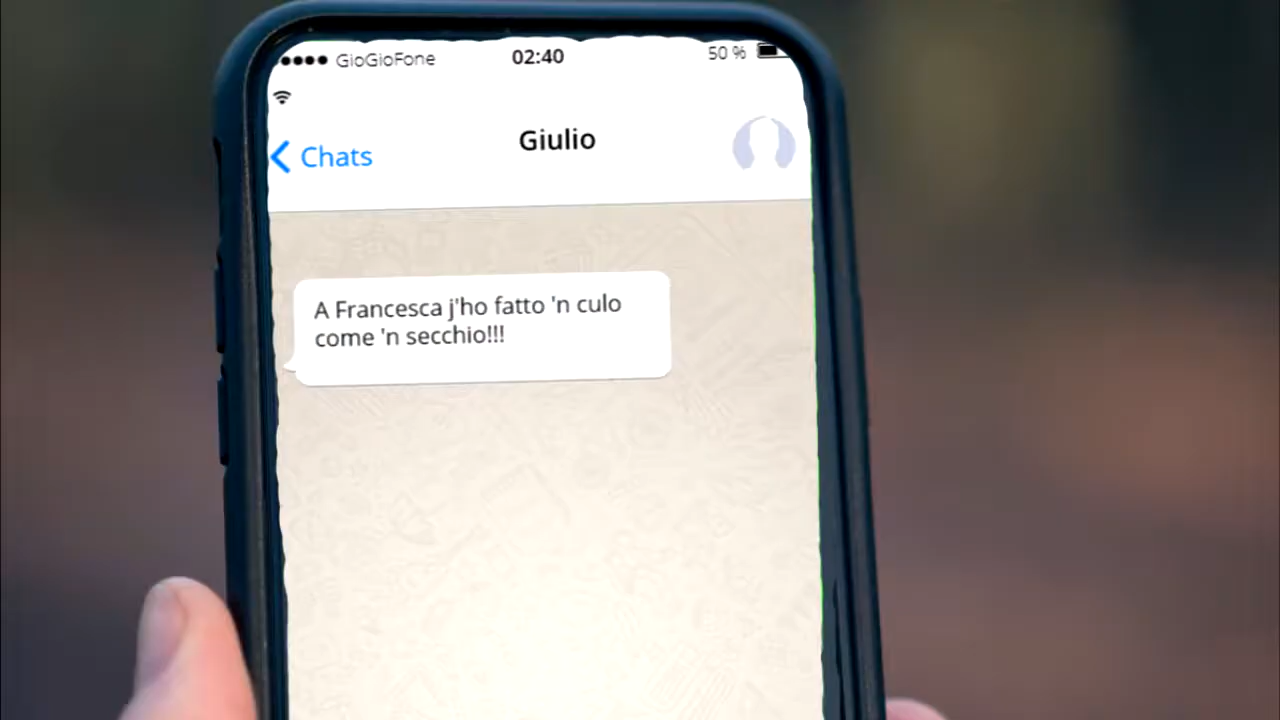 GioGioFone 02:40 50 %
Chats
Giulio
A Francesca j'ho fatto 'n culo
come 'n secchio!!!